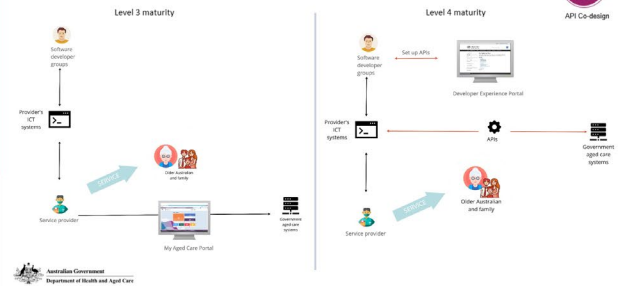 Level 3 maturity
Software
developer
groups
Provider's
ICT
systems
SERVICE
Older Australian
and family
Service provider
My Aged Care Portal
Government
aged care
systems
Level 4 maturity
API Co-design
Software
developer
groups
Set up APIs
Developer Experience Portal
Provider's
ICT
systems
APIs
Government
aged care
systems
SERVICE
Older Australian
and family
Service provider
Australian Government
Department of Health and Aged Care